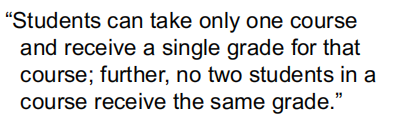 “Students can take only one course
and receive a single grade for that
course; further, no two students in a
course receive the same grade.”